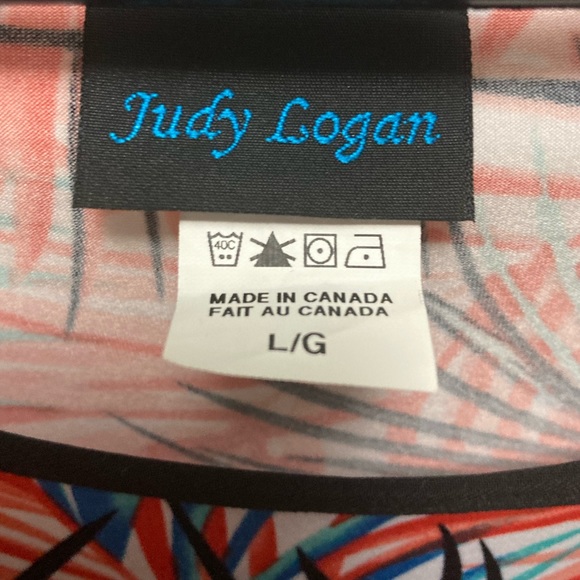 Judy Logan
40C
MADE IN CANADA
FAIT AU CANADA
L/G